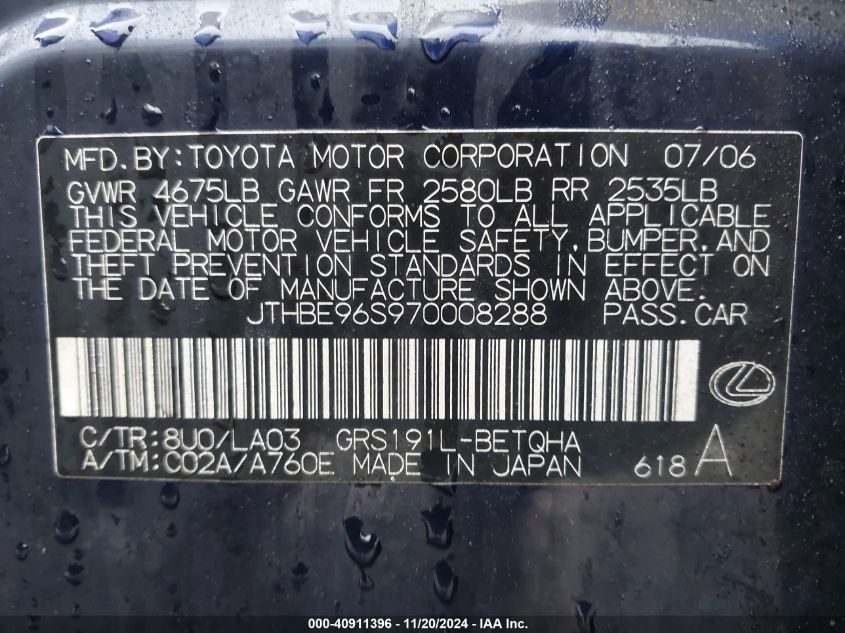 MFD.BY:TOYOTA MOTOR CORPORATION 07/06
GVWR 4675LB GAWR FR 2580LB RR 2535LB
THIS VEHICLE CONFORMS TO ALL APPLICABLE
FEDERAL MOTOR VEHICLE SAFETY,BUMPER,AND
THEFT PREVENTION STANDARDS IN EFFECT ON
THE DATE OF MANUFACTURE SHOWN ABOVE.
JTHBE96S970008288 PASS.CAR
C/TR:8U0/LA03 GRS191L-BETQHA
A/TM:C02A/A760E MADE IN JAPAN 618 A
000-40911396 - 11/20/2024 - IAA Inc.